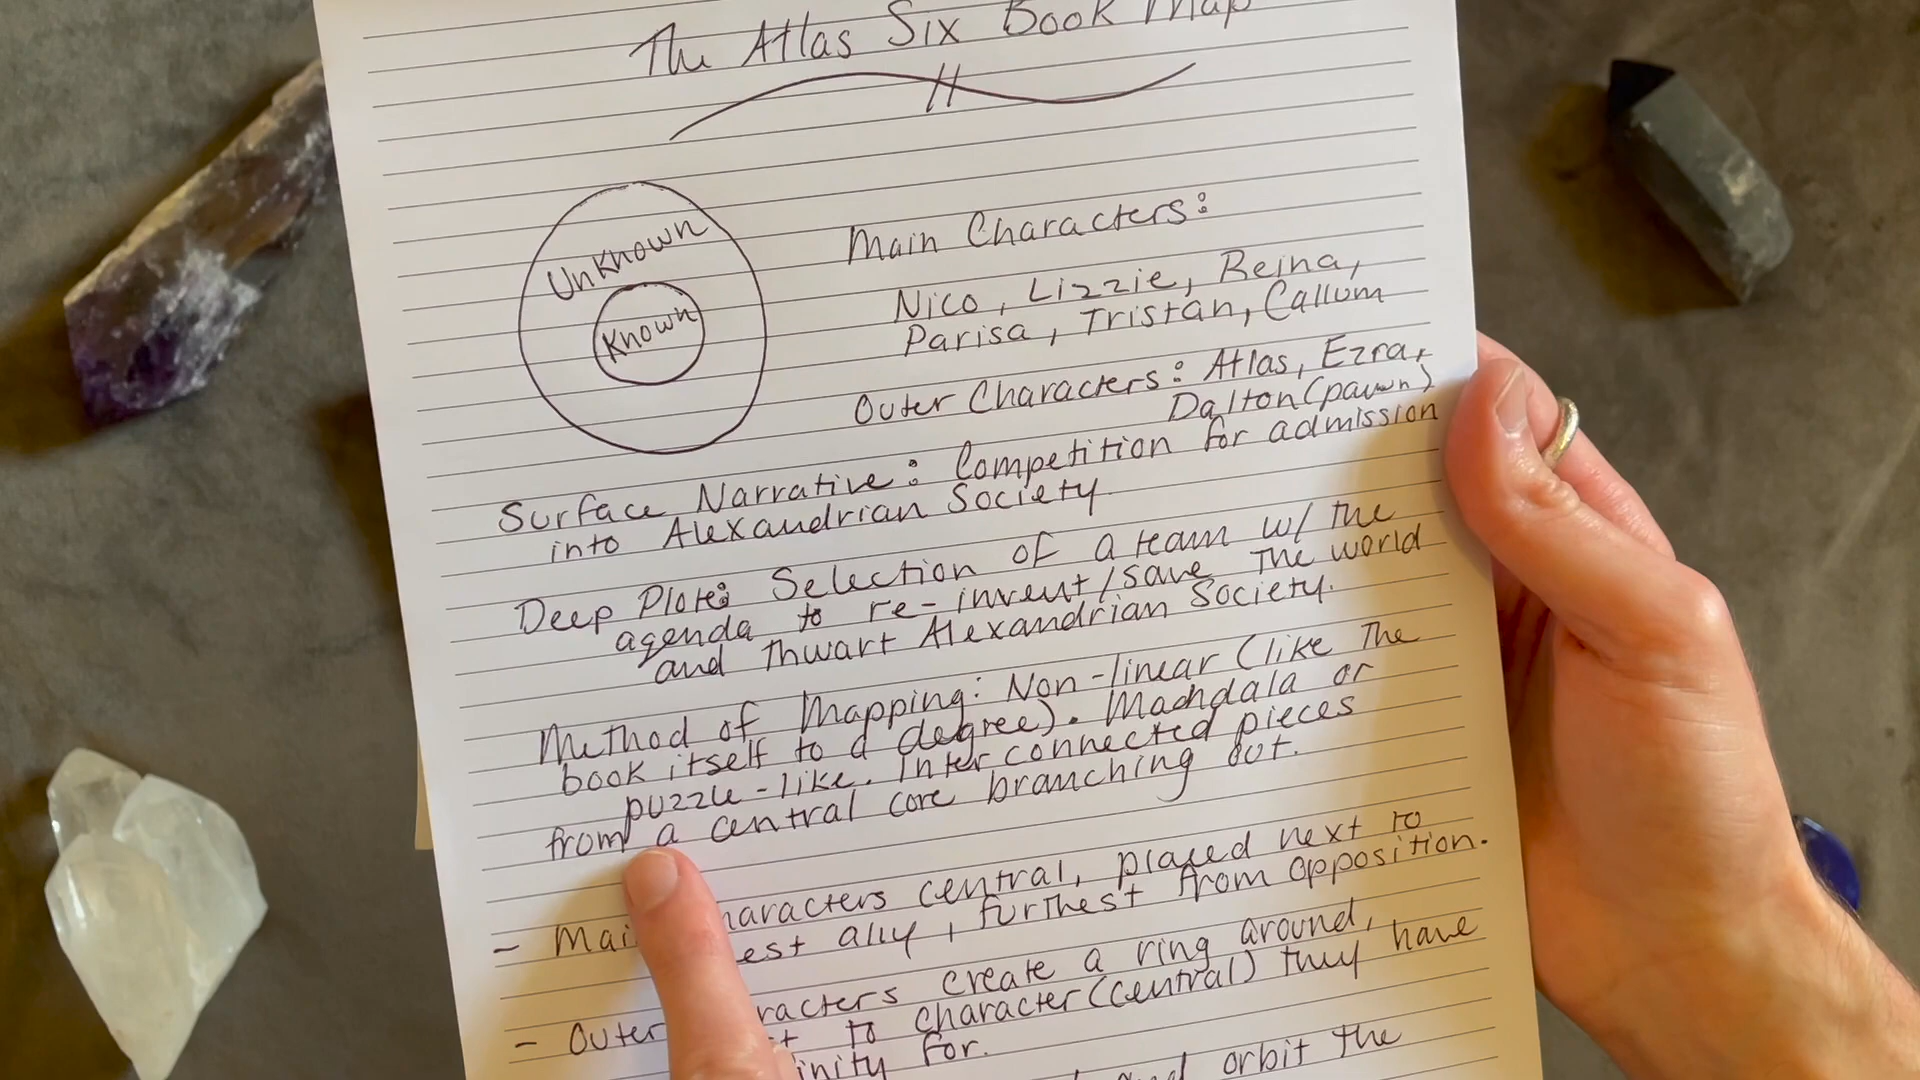 The Atlas Six Book Map
Unknown
Known
Main Characters:
Nico, Lizzie, Reina,
Parisa, Tristan, Callum
Outer Characters: Atlas, Ezra,
Dalton (pawn)
Surface Narrative: Competition for admission
into Alexandrian Society
Deep Plot: Selection of a team w/ the
agenda to re-invent/save the world
and thwart Alexandrian Society.
Method of Mapping: Non-linear (like the
book itself to a degree). Machdala or
puzzle-like. Interconnected pieces
from a central core branching out.
- Mai haracters central, placed next to
est ally, furthest from opposition.
- Outer racters create a ring around,
t to character (central) they have
inity for.
orbit the